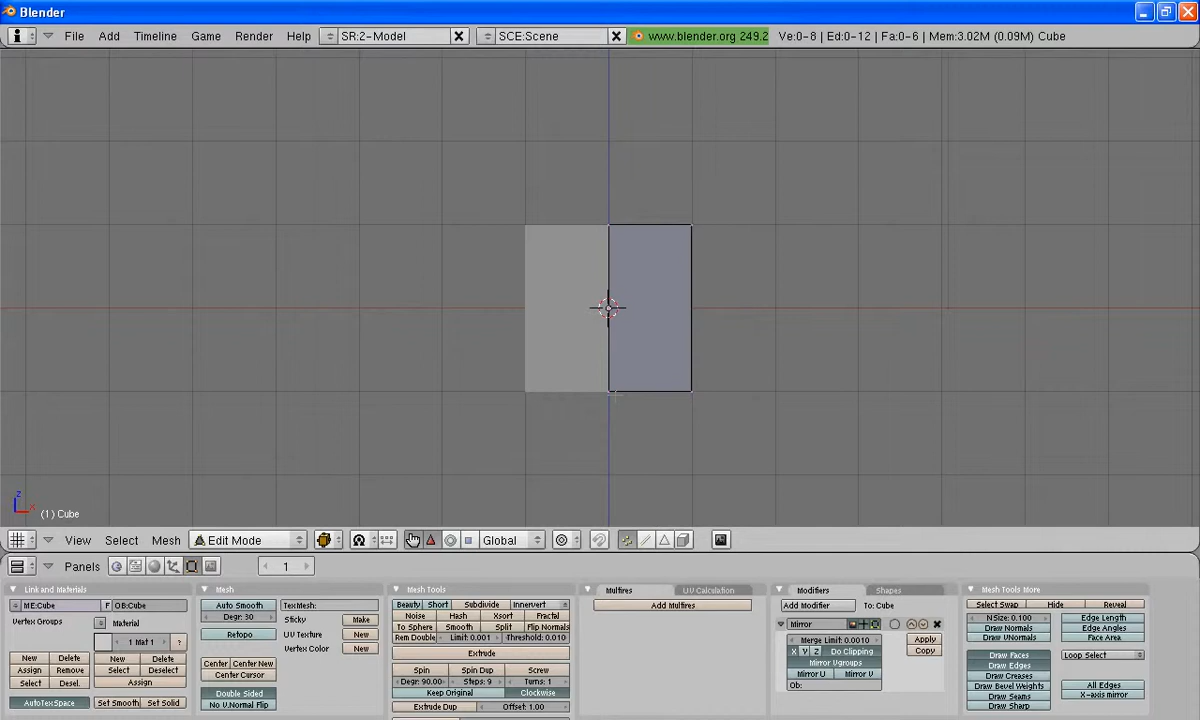 Blender
File Add Timeline Game Render Help SR:2-Model SCE:Scene www.blender.org 249.2 Ve:0-8 | Ed:0-12 | Fa:0-6 | Mem:3.02M (0.09M) Cube
z
x
(1) Cube
View Select Mesh Edit Mode Global
Panels 1
Link and Materials
ME:Cube F OB:Cube
Vertex Groups Material
1 Mat 1 ?
New Delete New Delete
Assign Remove Select Deselect
Select Desel. Assign
AutoTexSpace Set Smooth Set Solid
Mesh
Auto Smooth TexMesh:
Degr: 30 Sticky Make
Retopo UV Texture New
Vertex Color New
Center Center New
Center Cursor
Double Sided
No V.Normal Flip
Mesh Tools
Beauty Short Subdivide Innervert
Noise Hash Xsort Fractal
To Sphere Smooth Split Flip Normals
Rem Double Limit: 0.001 Threshold: 0.010
Extrude
Spin Spin Dup Screw
Degr: 90.00 Steps: 9 Turns: 1
Keep Original Clockwise
Extrude Dup Offset: 1.00
Multires UV Calculation
Add Multires
Modifiers Shapes
Add Modifier To: Cube
Mirror
Merge Limit: 0.0010 Apply
X Y Z Do Clipping Copy
Mirror Vgroups
Mirror U Mirror V
Ob:
Mesh Tools More
Select Swap Hide Reveal
NSize: 0.100 Edge Length
Draw Normals Edge Angles
Draw VNormals Face Area
Draw Faces Loop Select
Draw Edges
Draw Creases
Draw Bevel Weights All Edges
Draw Seams X-axis mirror
Draw Sharp